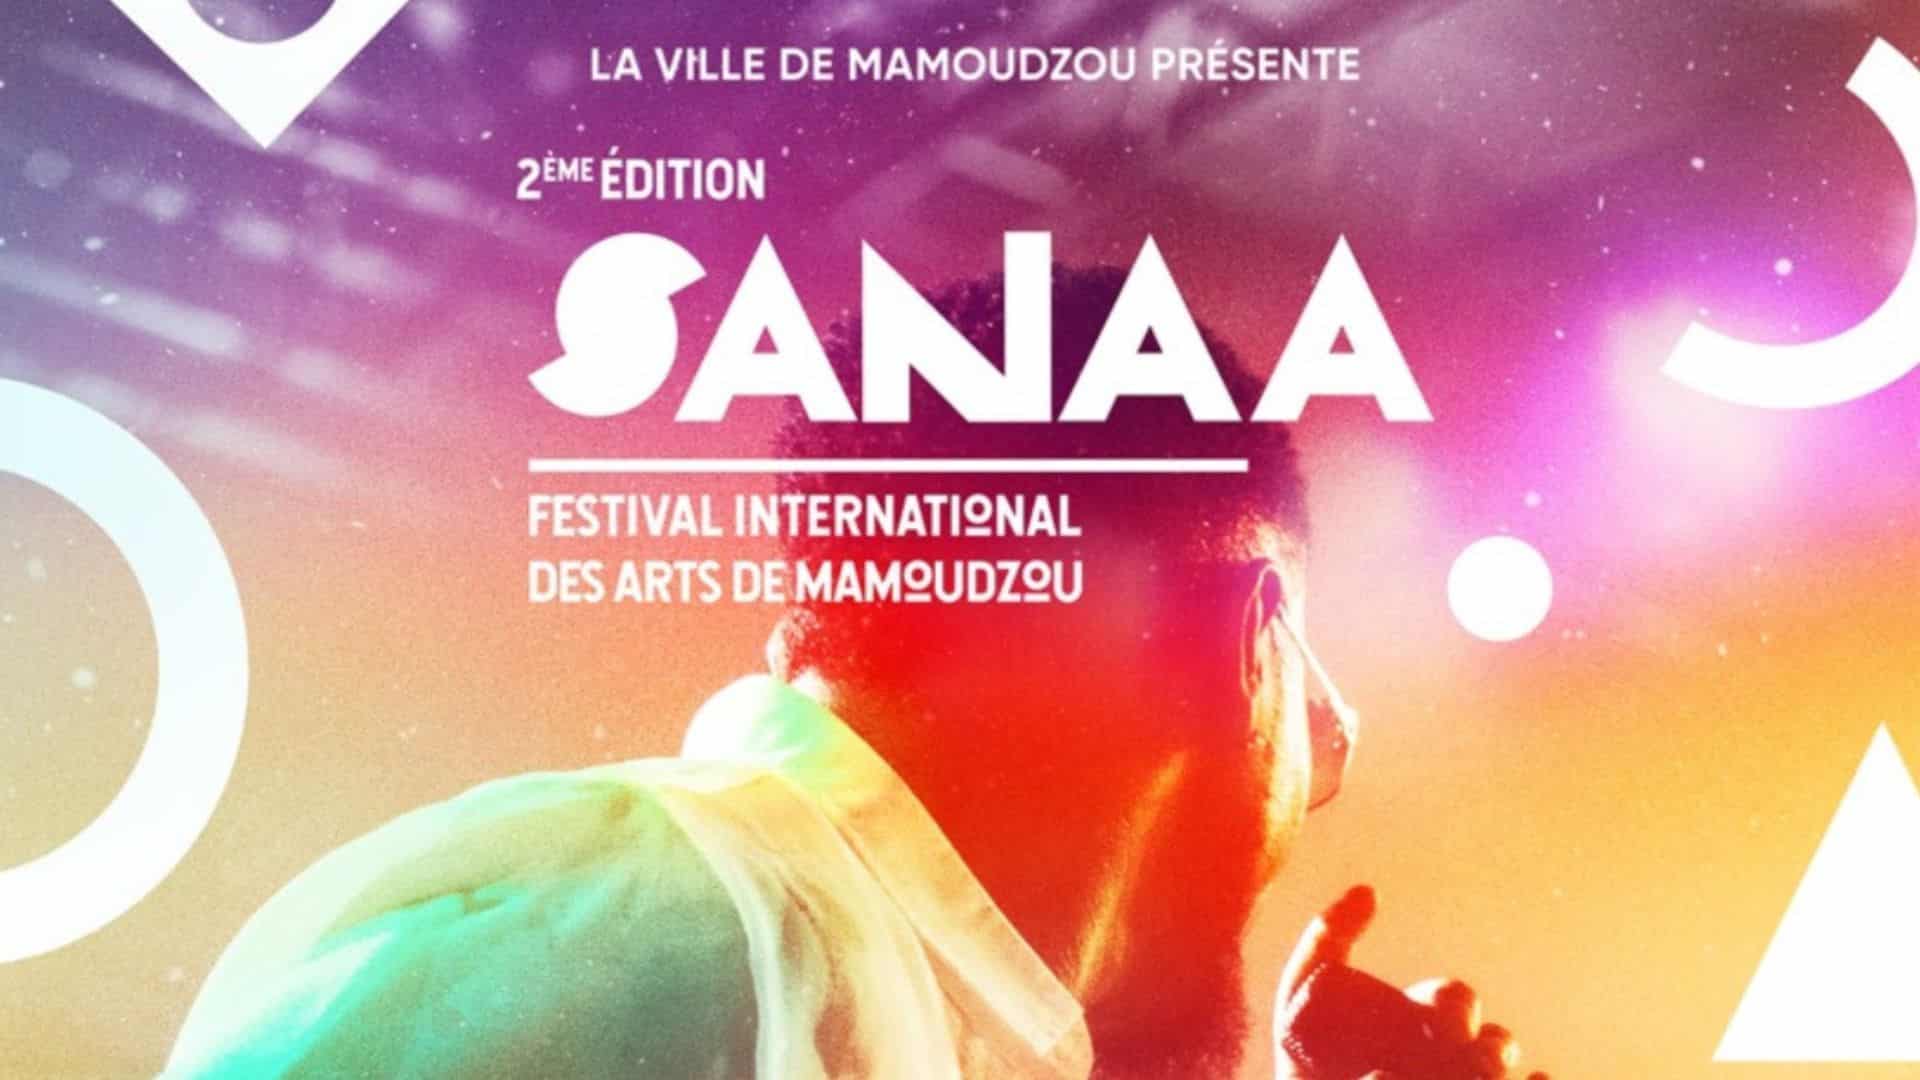 LA VILLE DE MAMOUDZOU PRÉSENTE
2ÈME ÉDITION
SANAA
FESTIVAL INTERNATIONAL
DES ARTS DE MAMOUDZOU